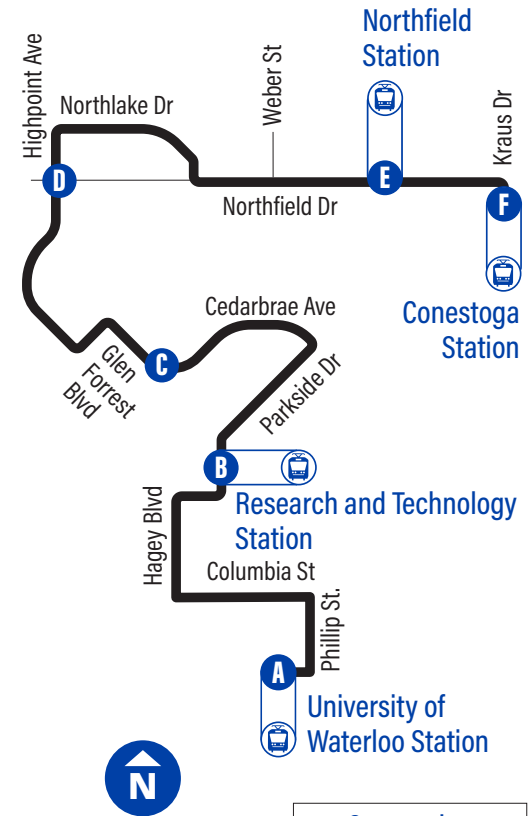 Northfield
Station
Highpoint Ave
Northlake Dr
Weber St
Kraus Dr
D
E
F
Northfield Dr
Conestoga
Station
Cedarbrae Ave
Glen
Forrest
Blvd
C
Parkside Dr
B
Research and Technology
Station
Hagey Blvd
Columbia St
Phillip St.
A
University of
Waterloo Station
N